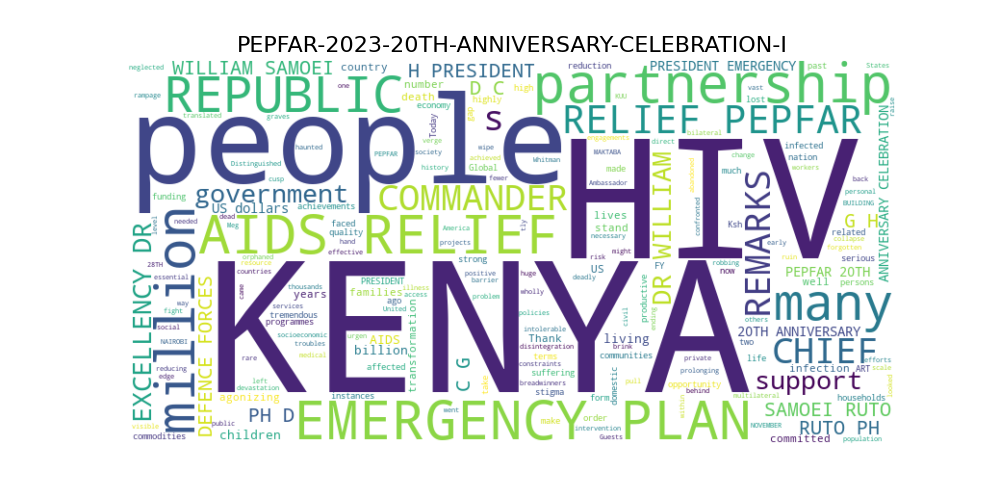 PEPFAR-2023-20TH-ANNIVERSARY-CELEBRATION-I
neglected WILLIAM SAMOEI country H PRESIDENT reduction PRESIDENT EMERGENCY past States
rampage REPUBLIC one number D C high partnership vast
translated graves death highly lost raise
people economy gap s RELIEF PEPFAR
Today verge bilateral
haunted PEPFAR society wipe achieved Whitman MAKTABA HIV engagements direct change infected
Distinguished history Global made much nation workers
cusp fewer Ambassador confronted Ksh back
funding government COMMANDER lives personal BUILDING
US dollars achievements stand necessary G H
million AIDS RELIEF DR WILLIAM REMARKS ANNIVERSARY CELEBRATION
level needed dead Meg faced quality hand America projects related collapse forgotten
EXCELLENCY DR DEFENCE FORCES orphaned resource effective strong risk might early serious
28TH countries KENYA US FY robbing now PEPFAR 20TH
essential came thousands PRESIDENT illness positive huge deadly well persons
way years families access barrier productive many
fight services ago United problem wholly policies civil others
social tremendous programmes transformation intolerable 20TH ANNIVERSARY
NAIROBI rare socioeconomic AIDS Thank disintegration living two
troubles billion terms brink communities CHIEF
reducing edge medical affected suffering constraints prolonging private life infection ART efforts scale
left devastation instances C G stigma breadwinners domestic pull opportunity behind support households
agonizing form multilateral
visible PH D EMERGENCY PLAN went order SAMOEI RUTO
public make intervention committed RUTO PH
commodities children Guests NOVEMBER population